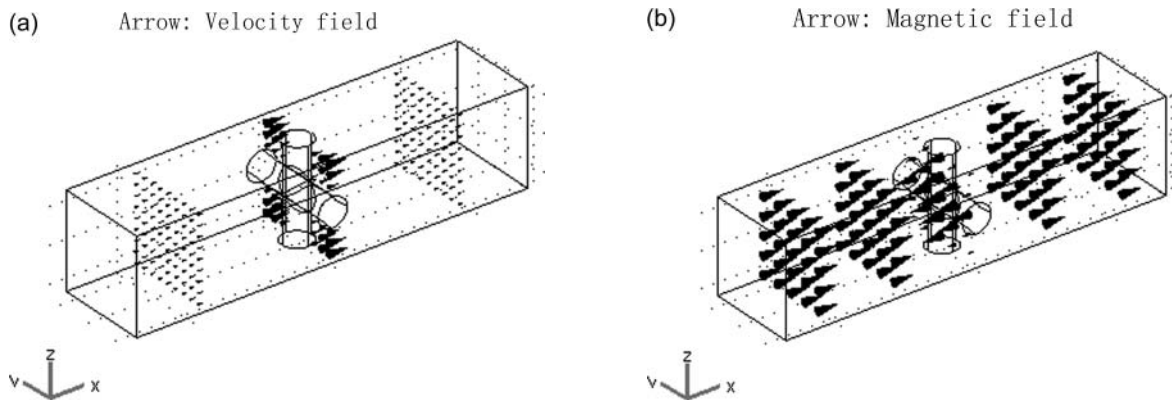 (a)
Arrow: Velocity field
z
y
x
(b)
Arrow: Magnetic field
z
y
x